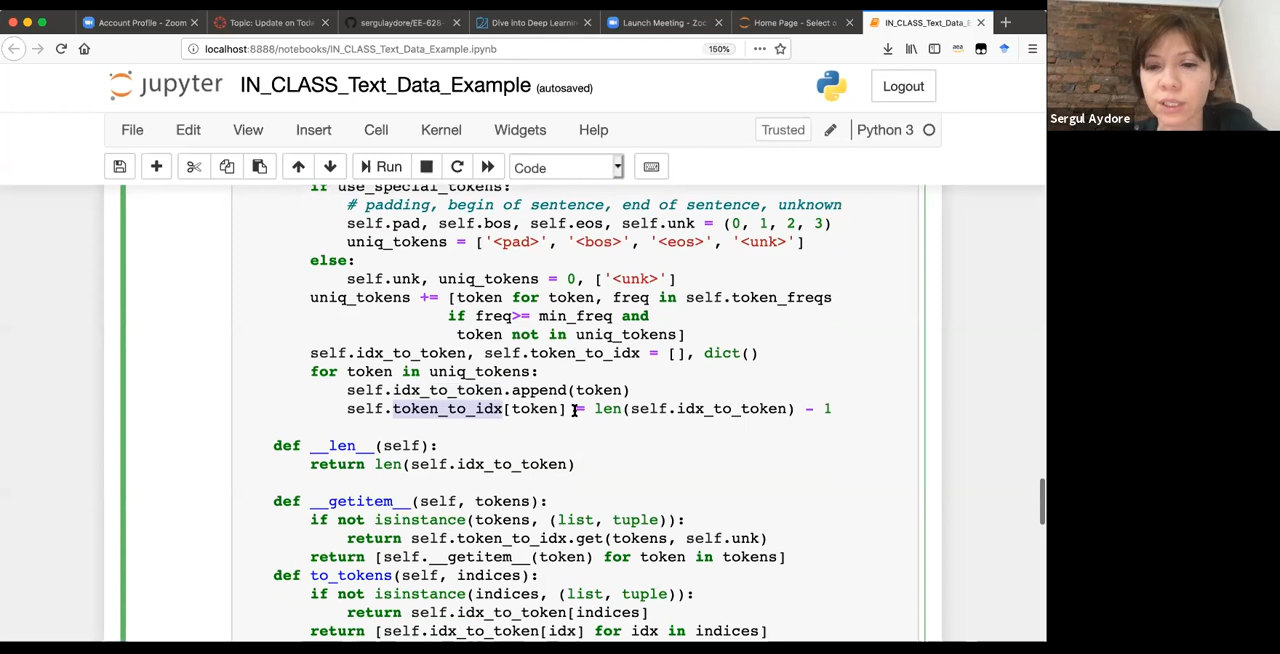 Account Profile - Zoom
Topic: Update on Toda
sergulaydore/EE-628-
Dive into Deep Learnin
Launch Meeting - Zoo
Home Page - Select o
IN_CLASS_Text_Data_E
localhost:8888/notebooks/IN_CLASS_Text_Data_Example.ipynb
150%
jupyter IN_CLASS_Text_Data_Example (autosaved)
Logout
Sergul Aydore
File Edit View Insert Cell Kernel Widgets Help
Trusted
Python 3
Run
Code
if use_special_tokens:
# padding, begin of sentence, end of sentence, unknown
self.pad, self.bos, self.eos, self.unk = (0, 1, 2, 3)
uniq_tokens = ['<pad>', '<bos>', '<eos>', '<unk>']
else:
self.unk, uniq_tokens = 0, ['<unk>']
uniq_tokens += [token for token, freq in self.token_freqs
if freq>= min_freq and
token not in uniq_tokens]
self.idx_to_token, self.token_to_idx = [], dict()
for token in uniq_tokens:
self.idx_to_token.append(token)
self.token_to_idx[token] = len(self.idx_to_token) - 1
def __len__(self):
return len(self.idx_to_token)
def __getitem__(self, tokens):
if not isinstance(tokens, (list, tuple)):
return self.token_to_idx.get(tokens, self.unk)
return [self.__getitem__(token) for token in tokens]
def to_tokens(self, indices):
if not isinstance(indices, (list, tuple)):
return self.idx_to_token[indices]
return [self.idx_to_token[idx] for idx in indices]